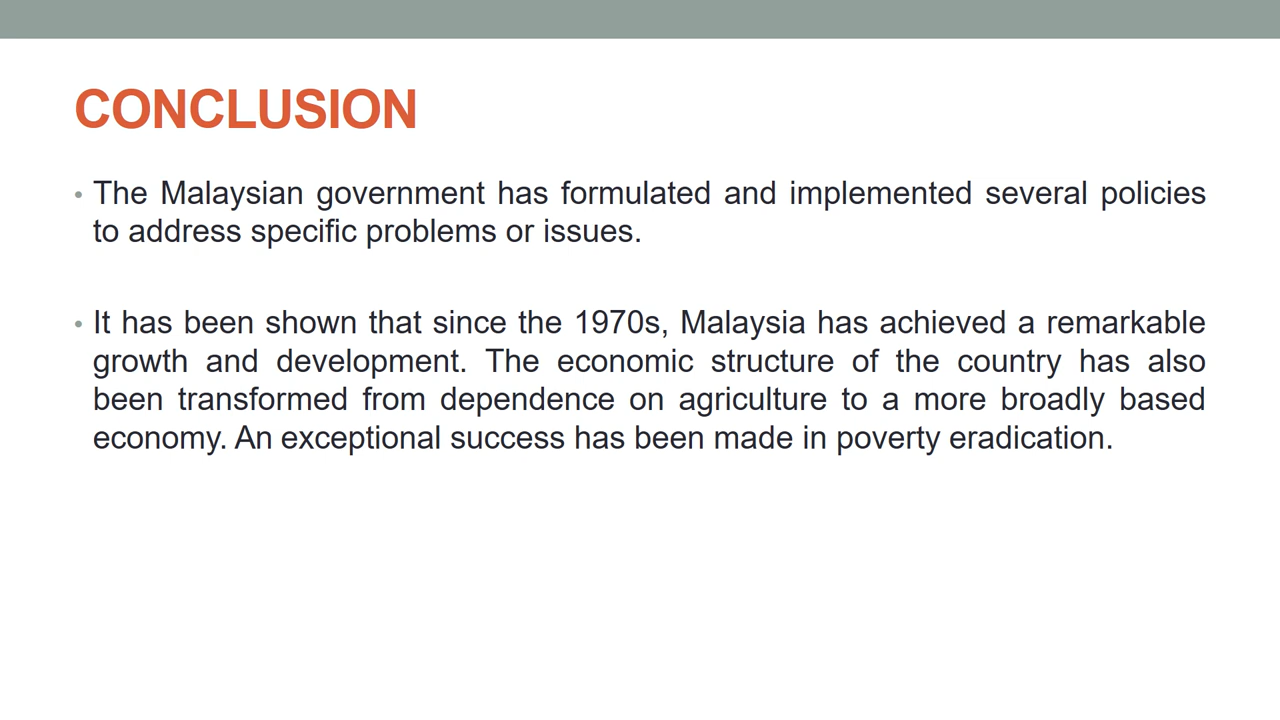 CONCLUSION
• The Malaysian government has formulated and implemented several policies
to address specific problems or issues.
• It has been shown that since the 1970s, Malaysia has achieved a remarkable
growth and development. The economic structure of the country has also
been transformed from dependence on agriculture to a more broadly based
economy. An exceptional success has been made in poverty eradication.